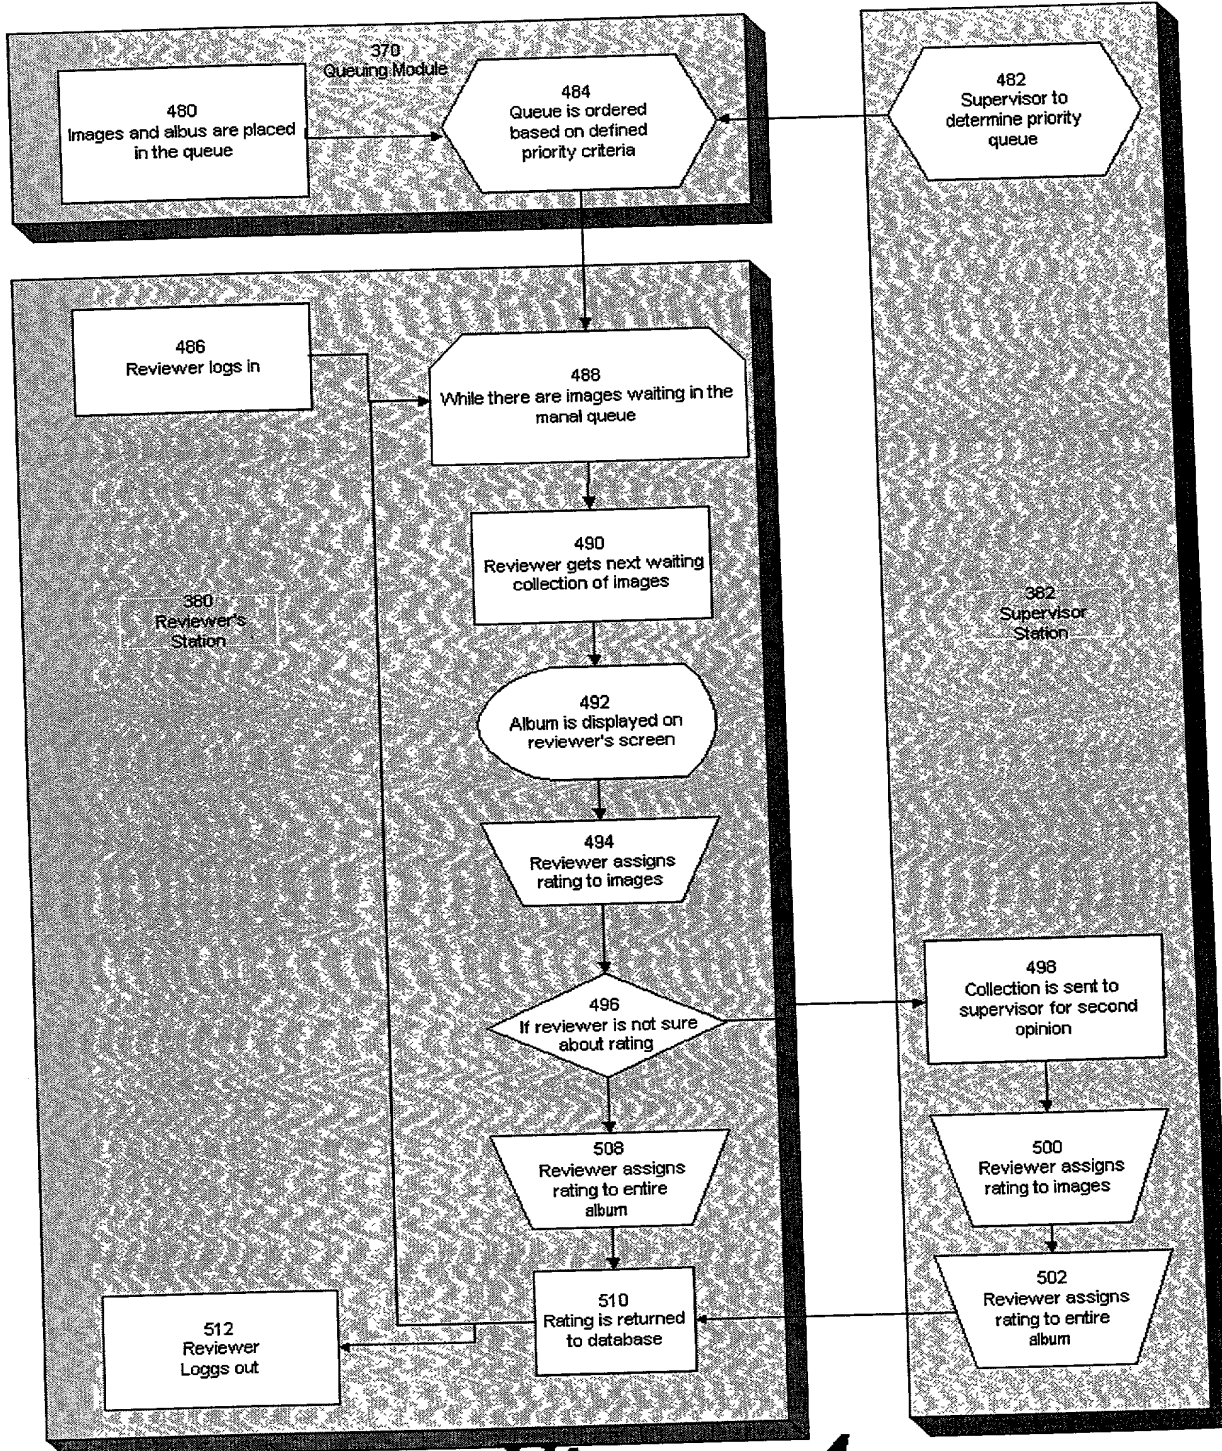 370
Queuing Module
480
Images and albus are placed
in the queue
484
Queue is ordered
based on defined
priority criteria
482
Supervisor to
determine priority
queue
486
Reviewer logs in
488
While there are images waiting in the
manal queue
490
Reviewer gets next waiting
collection of images
380
Reviewer's
Station
382
Supervisor
Station
492
Album is displayed on
reviewer's screen
494
Reviewer assigns
rating to images
496
If reviewer is not sure
about rating
498
Collection is sent to
supervisor for second
opinion
508
Reviewer assigns
rating to entire
album
500
Reviewer assigns
rating to images
510
Rating is returned
to database
502
Reviewer assigns
rating to entire
album
512
Reviewer
Loggs out